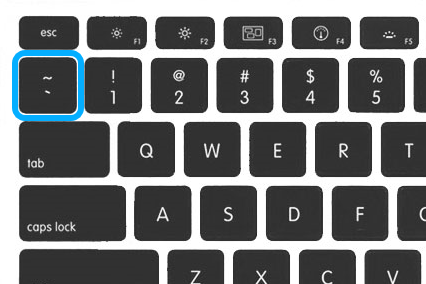 esc F1 F2 F3 F4 F5
~ ! @ # $ %
` 1 2 3 4 5
tab Q W E R T
caps lock A S D F
Z X C V